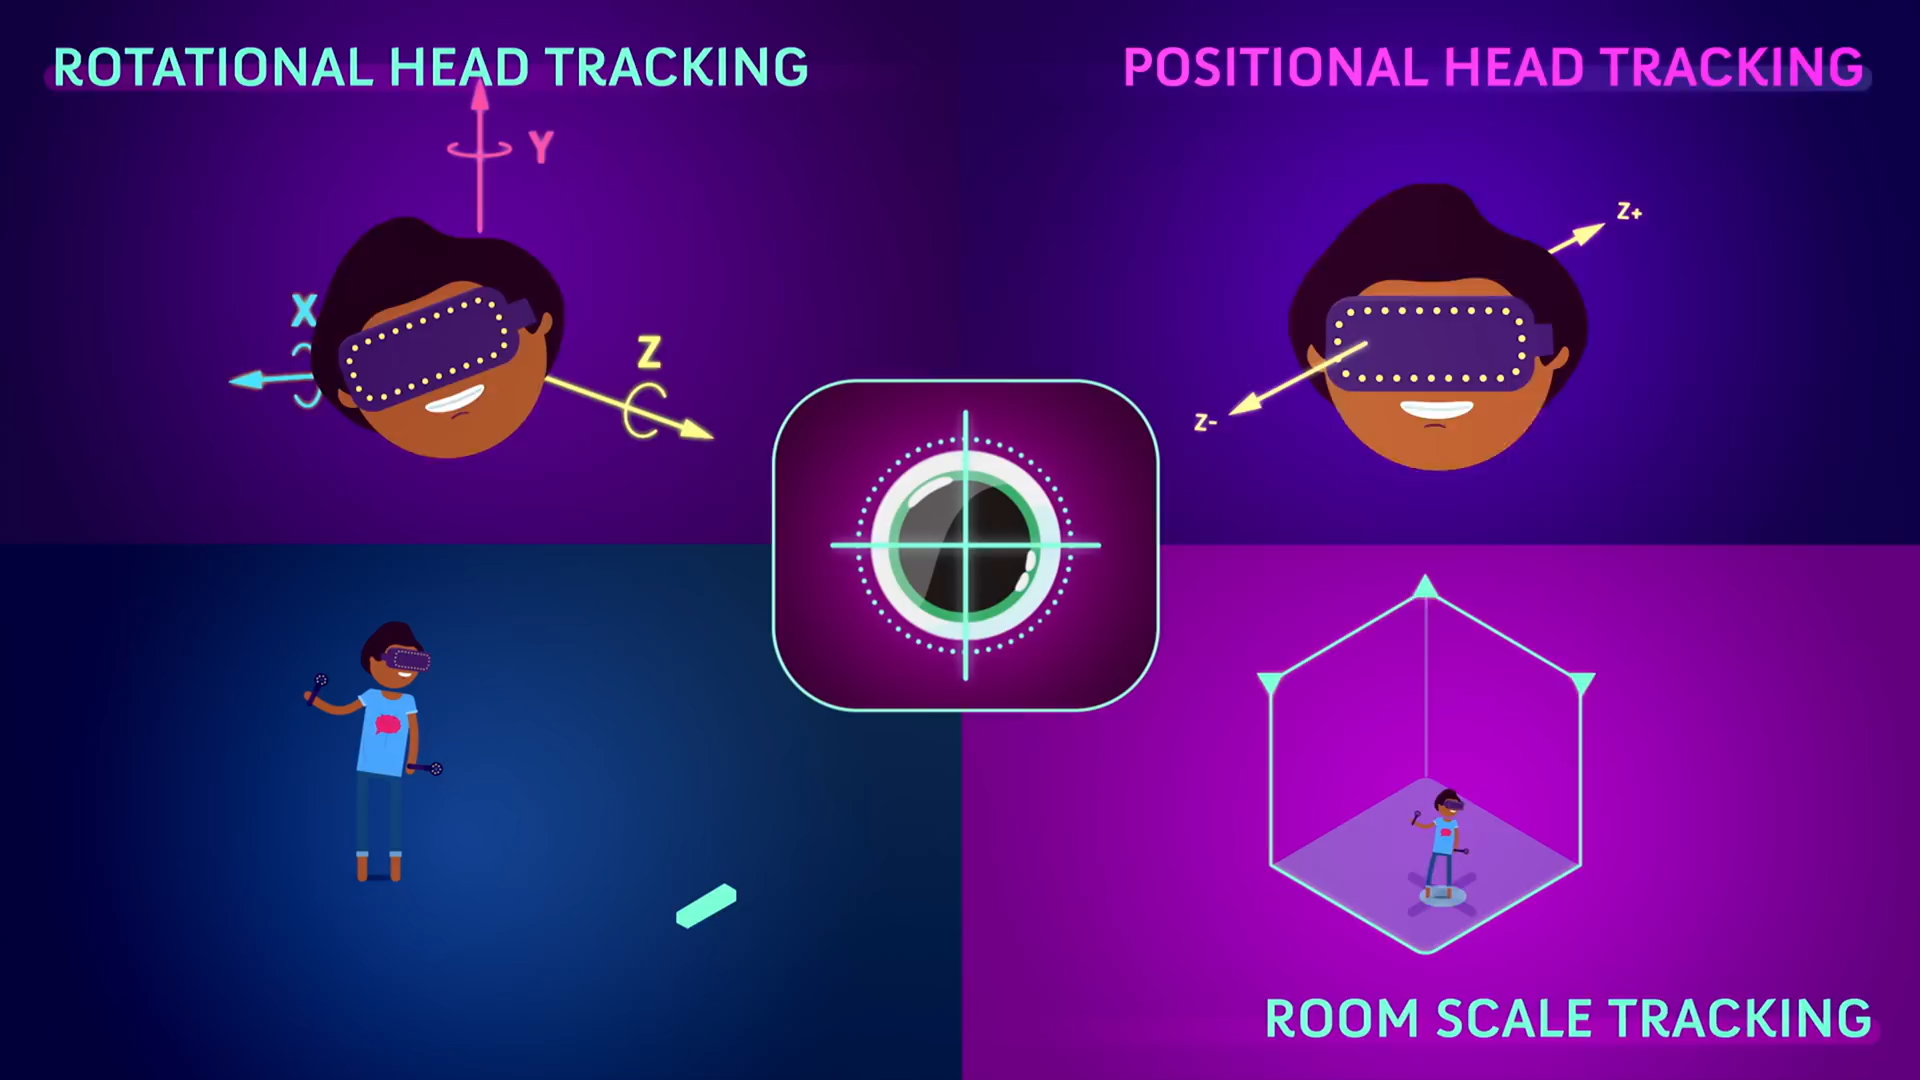 ROTATIONAL HEAD TRACKING
POSITIONAL HEAD TRACKING
Y
X
Z
Z+
Z-
ROOM SCALE TRACKING